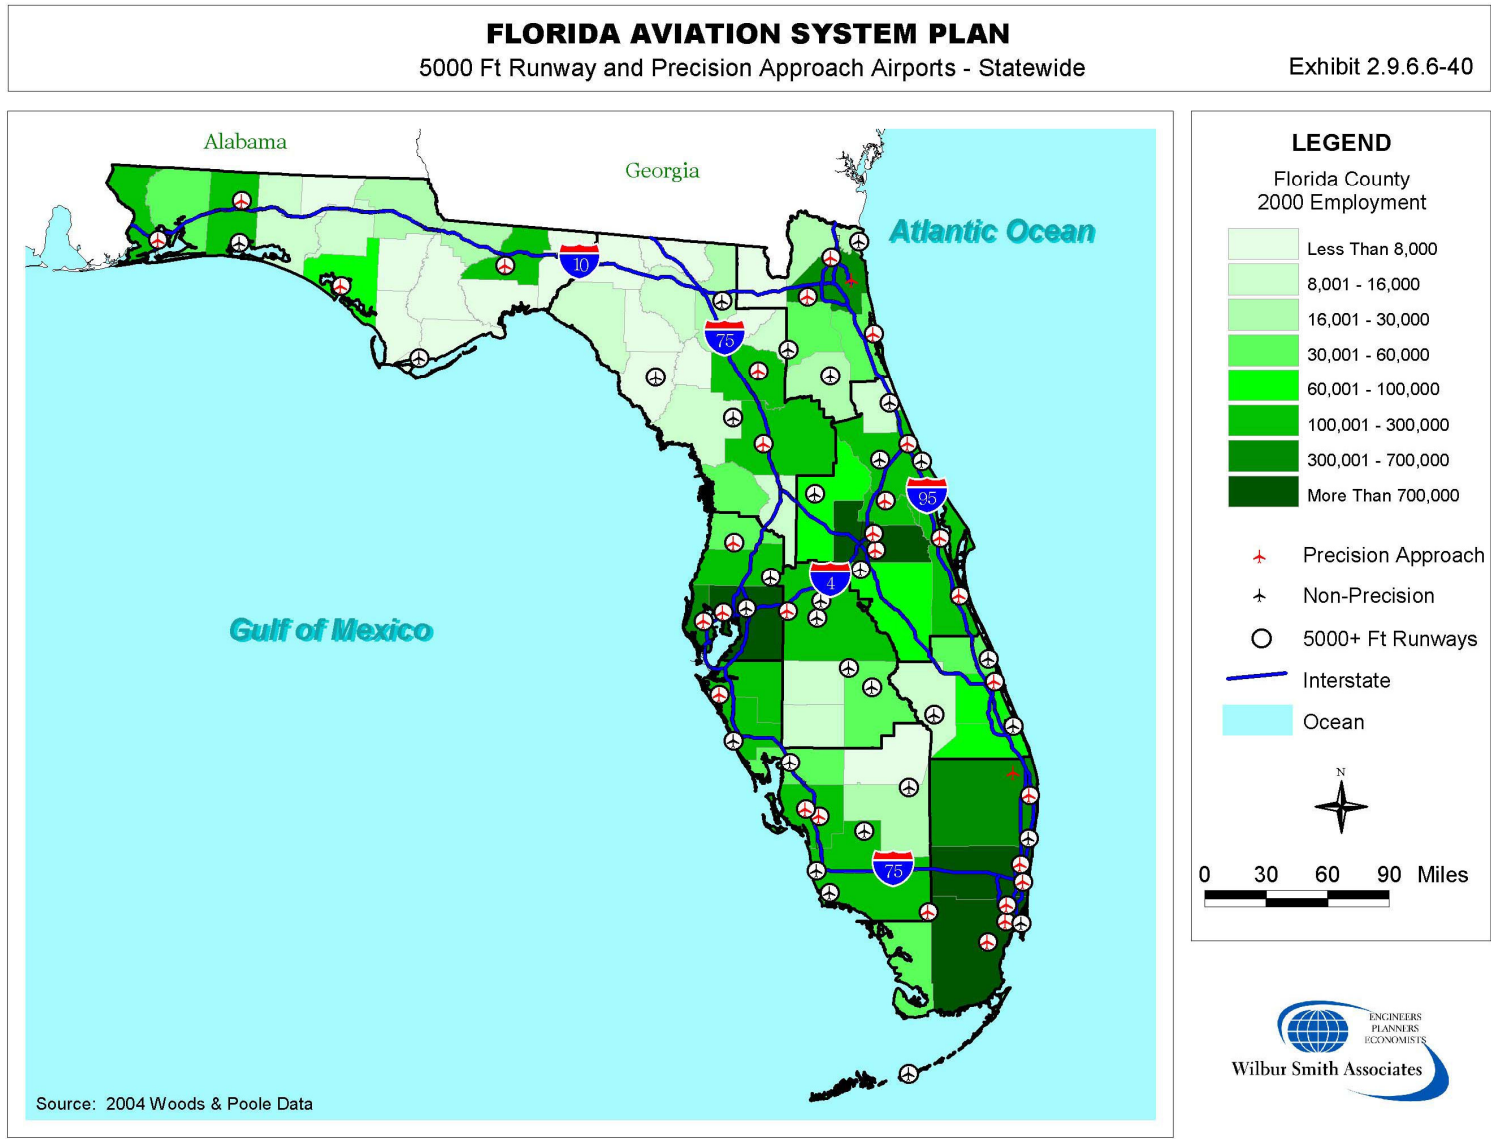 FLORIDA AVIATION SYSTEM PLAN
5000 Ft Runway and Precision Approach Airports - Statewide
Exhibit 2.9.6.6-40
Alabama
Georgia
Atlantic Ocean
10
75
95
4
Gulf of Mexico
75
Source: 2004 Woods & Poole Data
LEGEND
Florida County
2000 Employment
Less Than 8,000
8,001 - 16,000
16,001 - 30,000
30,001 - 60,000
60,001 - 100,000
100,001 - 300,000
300,001 - 700,000
More Than 700,000
Precision Approach
Non-Precision
5000+ Ft Runways
Interstate
Ocean
N
0 30 60 90 Miles
ENGINEERS
PLANNERS
ECONOMISTS
Wilbur Smith Associates